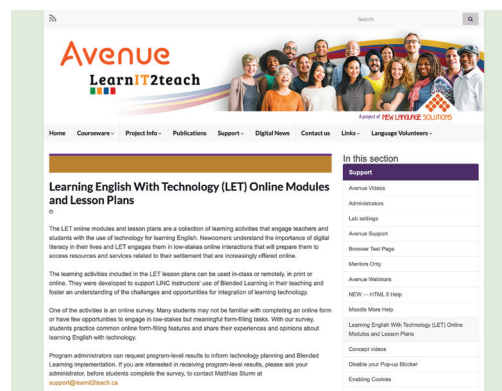 Search
Avenue
LearnIT2teach
A project of NEW LANGUAGE SOLUTIONS
Home Courseware Project Info Publications Support Digital News Contact us Links Language Volunteers
Learning English With Technology (LET) Online Modules
and Lesson Plans
The LET online modules and lesson plans are a collection of learning activities that engage teachers and
students with the use of technology for learning English. Newcomers understand the importance of digital
literacy in their lives and LET engages them in low-stakes online interactions that will prepare them to
access resources and services related to their settlement that are increasingly offered online.
The learning activities included in the LET lesson plans can be used in-class or remotely, in print or
online. They were developed to support LINC instructors' use of Blended Learning in their teaching and
foster an understanding of the challenges and opportunities for integration of learning technology.
One of the activities is an online survey. Many students may not be familiar with completing an online form
or have few opportunities to engage in low-stakes but meaningful form-filling tasks. With our survey,
students practice common online form-filling features and share their experiences and opinions about
learning English with technology.
Program administrators can request program-level results to inform technology planning and Blended
Learning implementation. If you are interested in receiving program-level results, please ask your
administrator, before students complete the survey, to contact Matthias Sturm at
support@learnit2teach.ca
In this section
Support
Avenue Videos
Administrators
Lab settings
Avenue Support
Browser Test Page
Mentors Only
Avenue Webinars
NEW — HTML 5 Help
Moodle More Help
Learning English With Technology (LET) Online
Modules and Lesson Plans
Concept videos
Disable your Pop-up Blocker
Enabling Cookies